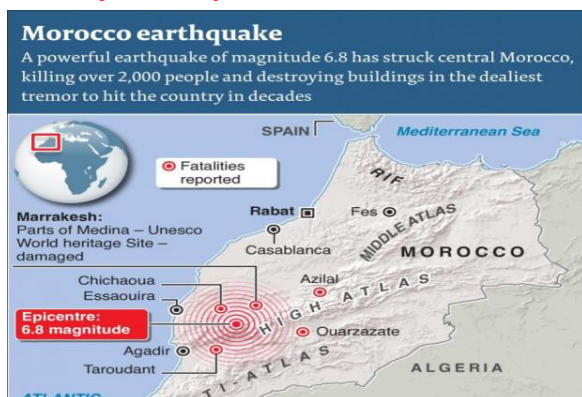 Morocco earthquake
A powerful earthquake of magnitude 6.8 has struck central Morocco,
killing over 2,000 people and destroying buildings in the dealiest
tremor to hit the country in decades
SPAIN
Mediterranean Sea
Fatalities
reported
RIF
Marrakesh:
Parts of Medina – Unesco
World heritage Site –
damaged
Rabat
Fes
MIDDLE ATLAS
Casablanca
MOROCCO
Chichaoua
Azilal
Essaouira
HIGH ATLAS
Epicentre:
6.8 magnitude
Ouarzazate
Agadir
Taroudant
TI-ATLAS
ALGERIA
ATLANTIC